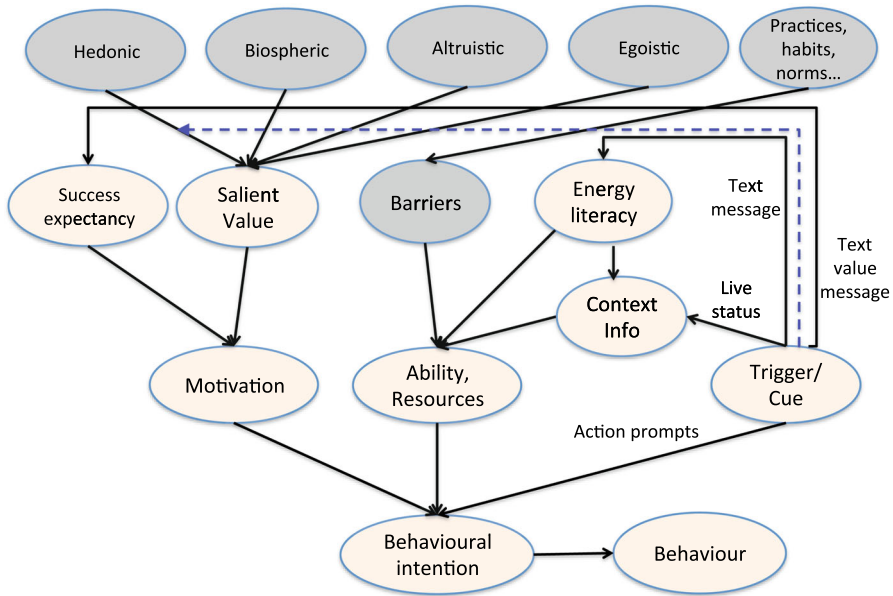 Hedonic
Biospheric
Altruistic
Egoistic
Practices,
habits,
norms...
Success
expectancy
Salient
Value
Barriers
Energy
literacy
Text
message
Text
value
message
Context
Info
Live
status
Motivation
Ability,
Resources
Trigger/
Cue
Action prompts
Behavioural
intention
Behaviour